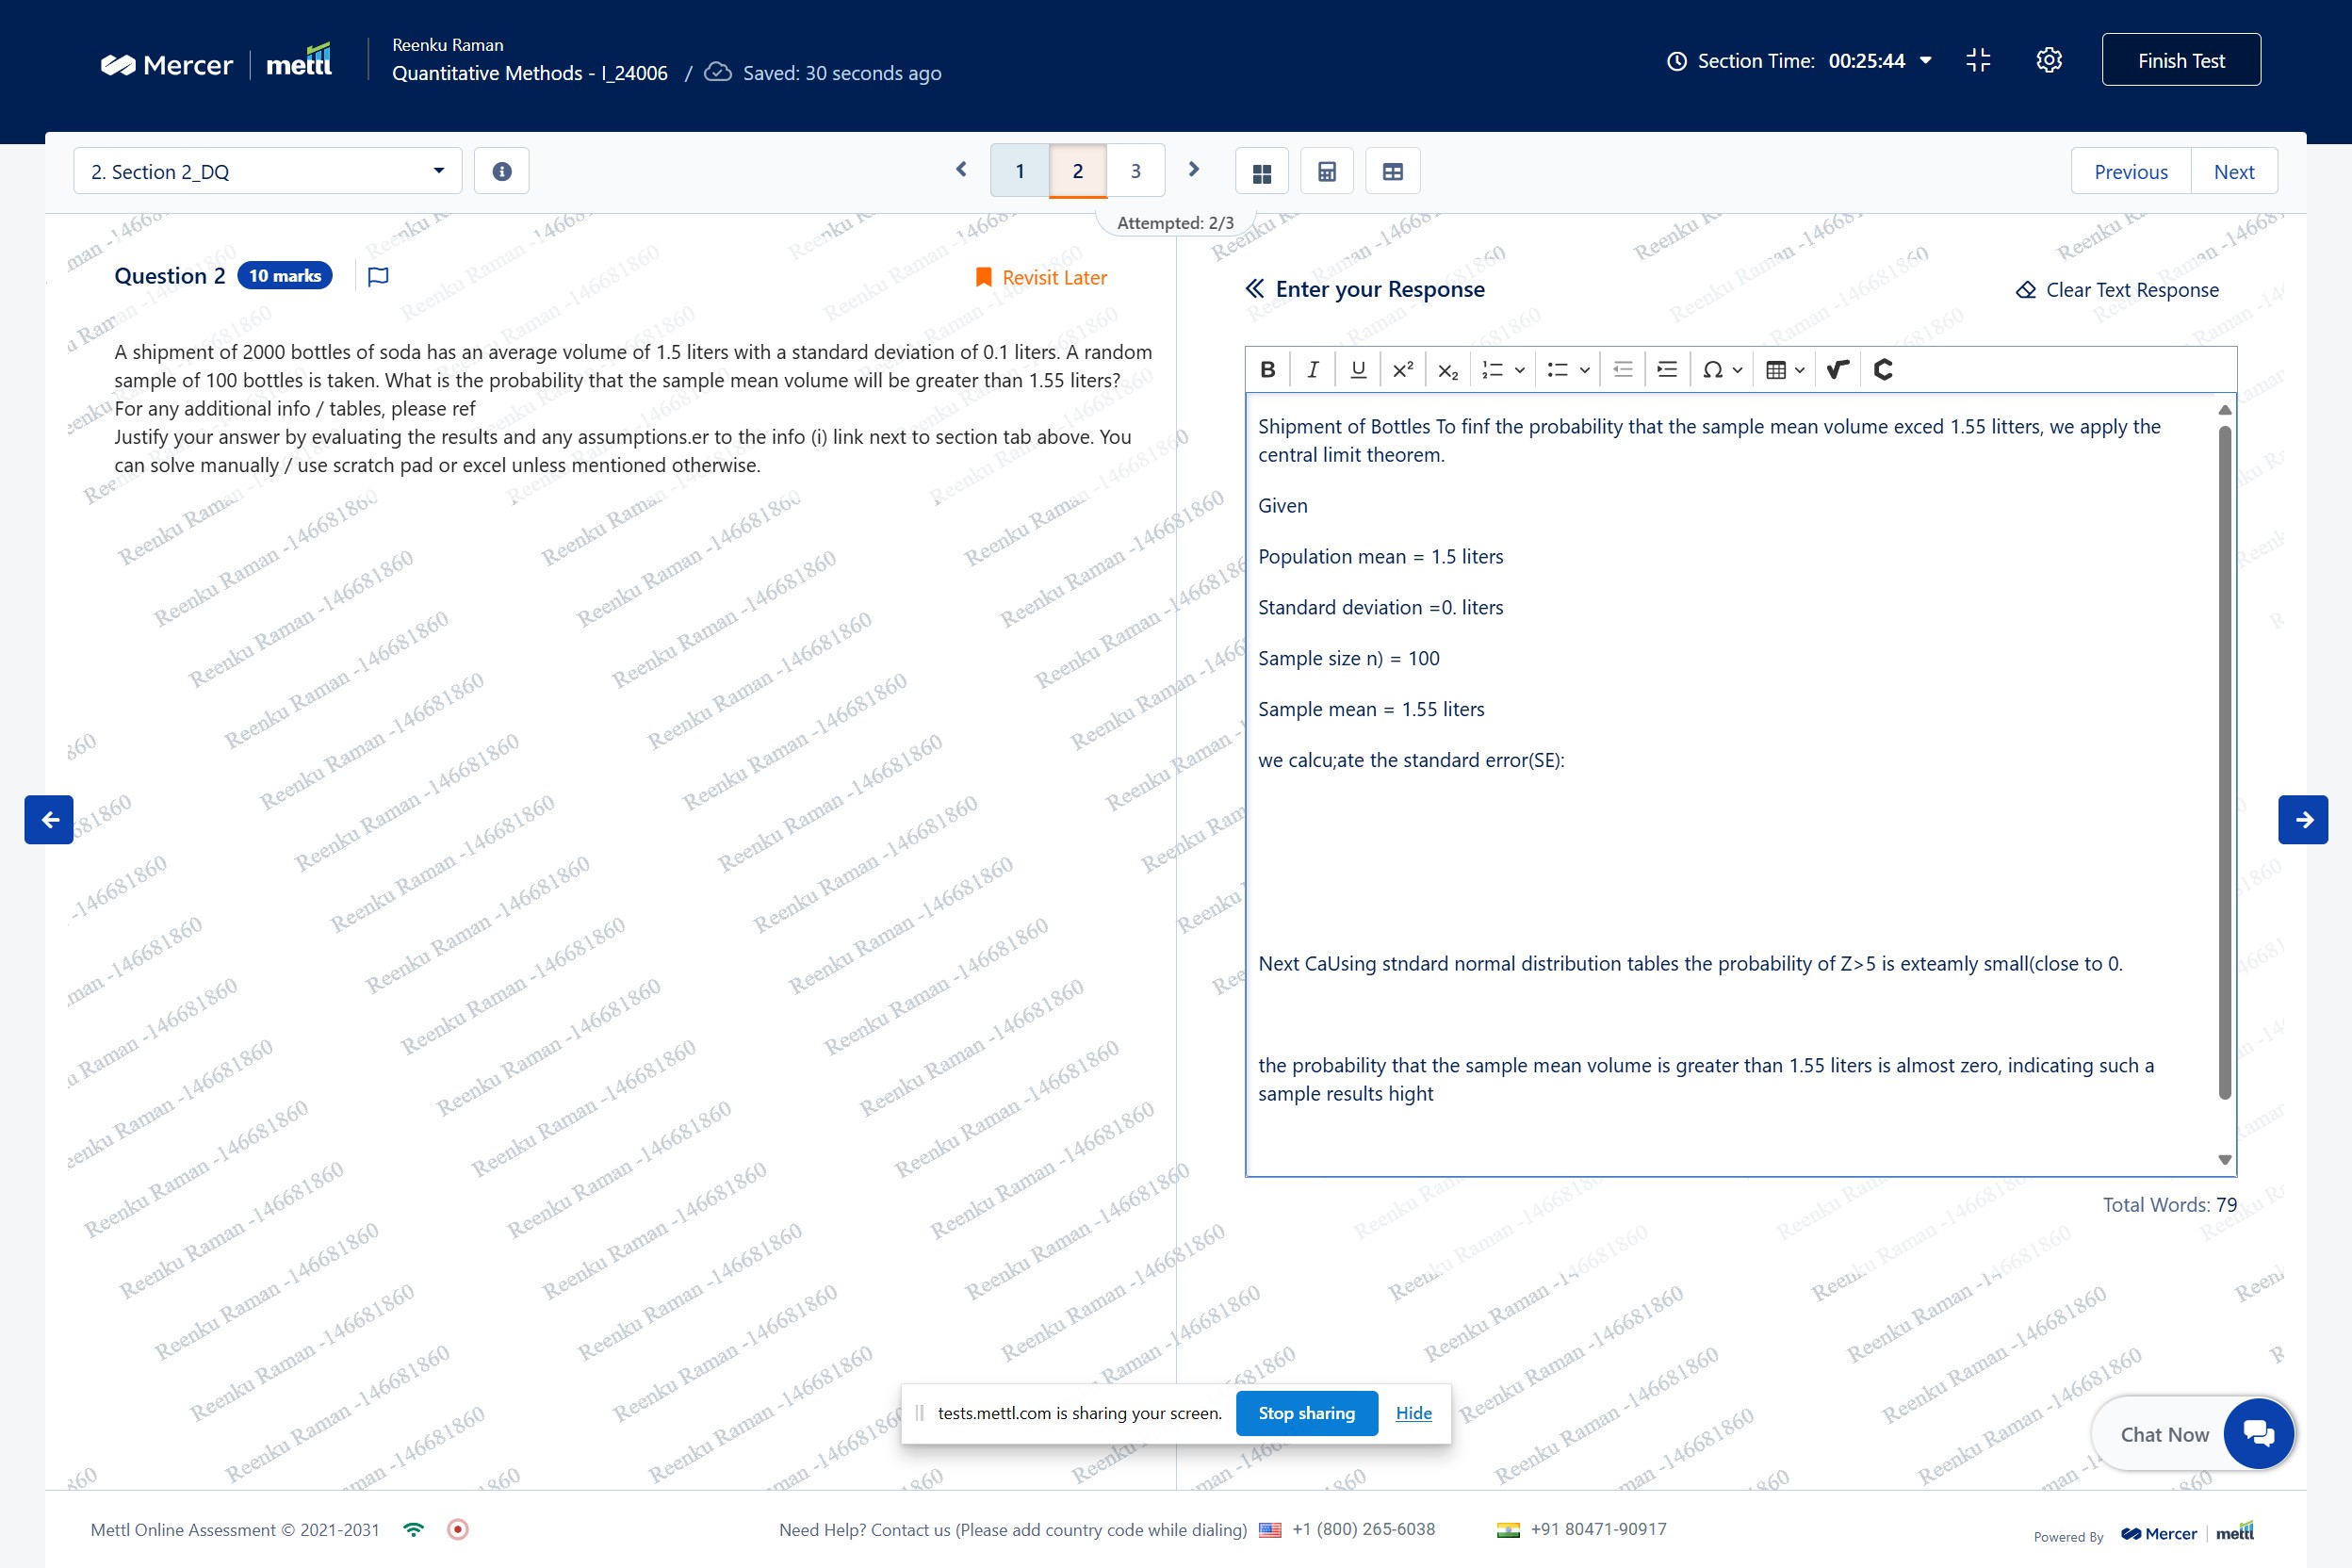 Mercer | mettl
Reenku Raman
Quantitative Methods - I_24006 / Saved: 30 seconds ago
Section Time: 00:25:44
Finish Test
2. Section 2_DQ
1
2
3
Previous
Next
Attempted: 2/3
Question 2
10 marks
Revisit Later
A shipment of 2000 bottles of soda has an average volume of 1.5 liters with a standard deviation of 0.1 liters. A random
sample of 100 bottles is taken. What is the probability that the sample mean volume will be greater than 1.55 liters?
For any additional info / tables, please ref
Justify your answer by evaluating the results and any assumptions.er to the info (i) link next to section tab above. You
can solve manually / use scratch pad or excel unless mentioned otherwise.
Enter your Response
Clear Text Response
Shipment of Bottles To finf the probability that the sample mean volume exced 1.55 litters, we apply the
central limit theorem.
Given
Population mean = 1.5 liters
Standard deviation =0. liters
Sample size n) = 100
Sample mean = 1.55 liters
we calcu;ate the standard error(SE):
Next CaUsing stndard normal distribution tables the probability of Z>5 is exteamly small(close to 0.
the probability that the sample mean volume is greater than 1.55 liters is almost zero, indicating such a
sample results hight
Total Words: 79
Reenku Raman -146681860
tests.mettl.com is sharing your screen.
Stop sharing
Hide
Chat Now
Mettl Online Assessment © 2021-2031
Need Help? Contact us (Please add country code while dialing) +1 (800) 265-6038 +91 80471-90917
Powered By Mercer | mettl